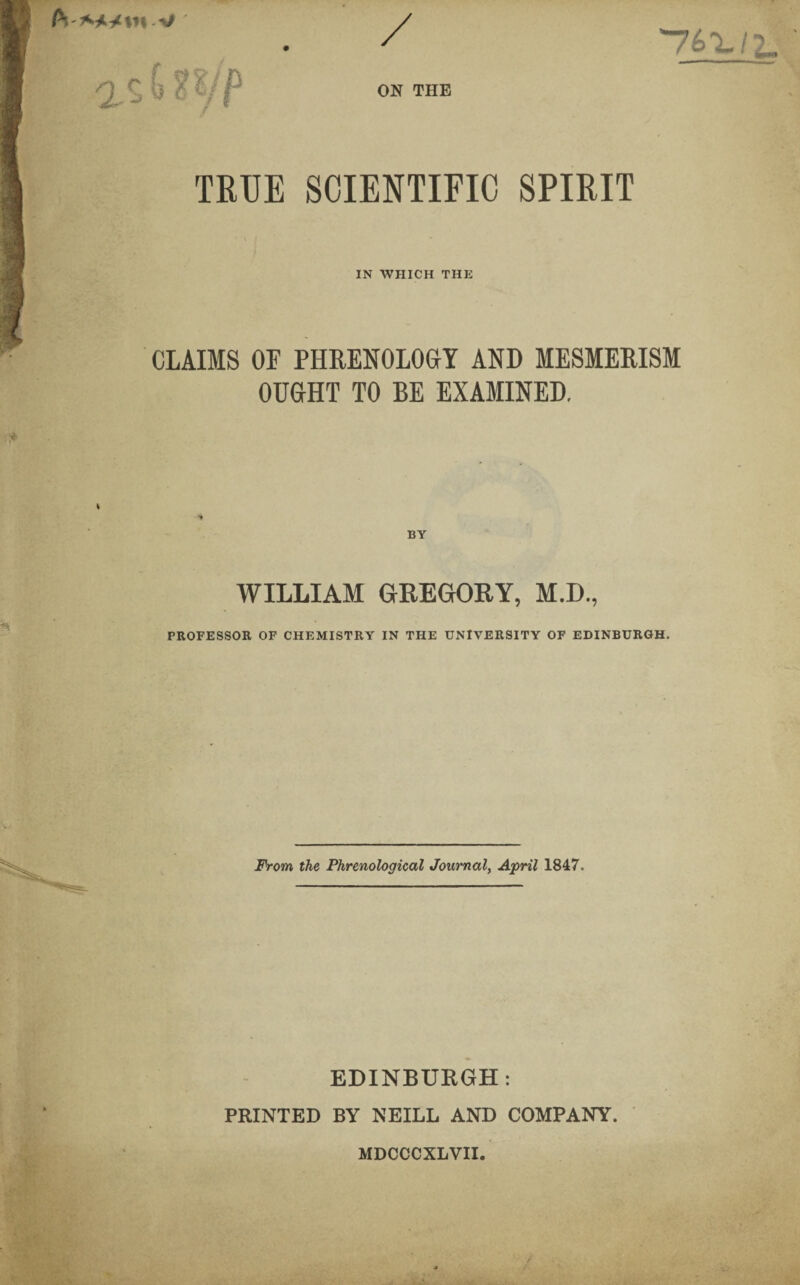 /
762/2
25688/P
ON THE
TRUE SCIENTIFIC SPIRIT
IN WHICH THE
CLAIMS OF PHRENOLOGY AND MESMERISM
OUGHT TO BE EXAMINED.
BY
WILLIAM GREGORY, M.D.,
PROFESSOR OF CHEMISTRY IN THE UNIVERSITY OF EDINBURGH.
From the Phrenological Journal, April 1847.
EDINBURGH:
PRINTED BY NEILL AND COMPANY.
MDCCCXLVII.